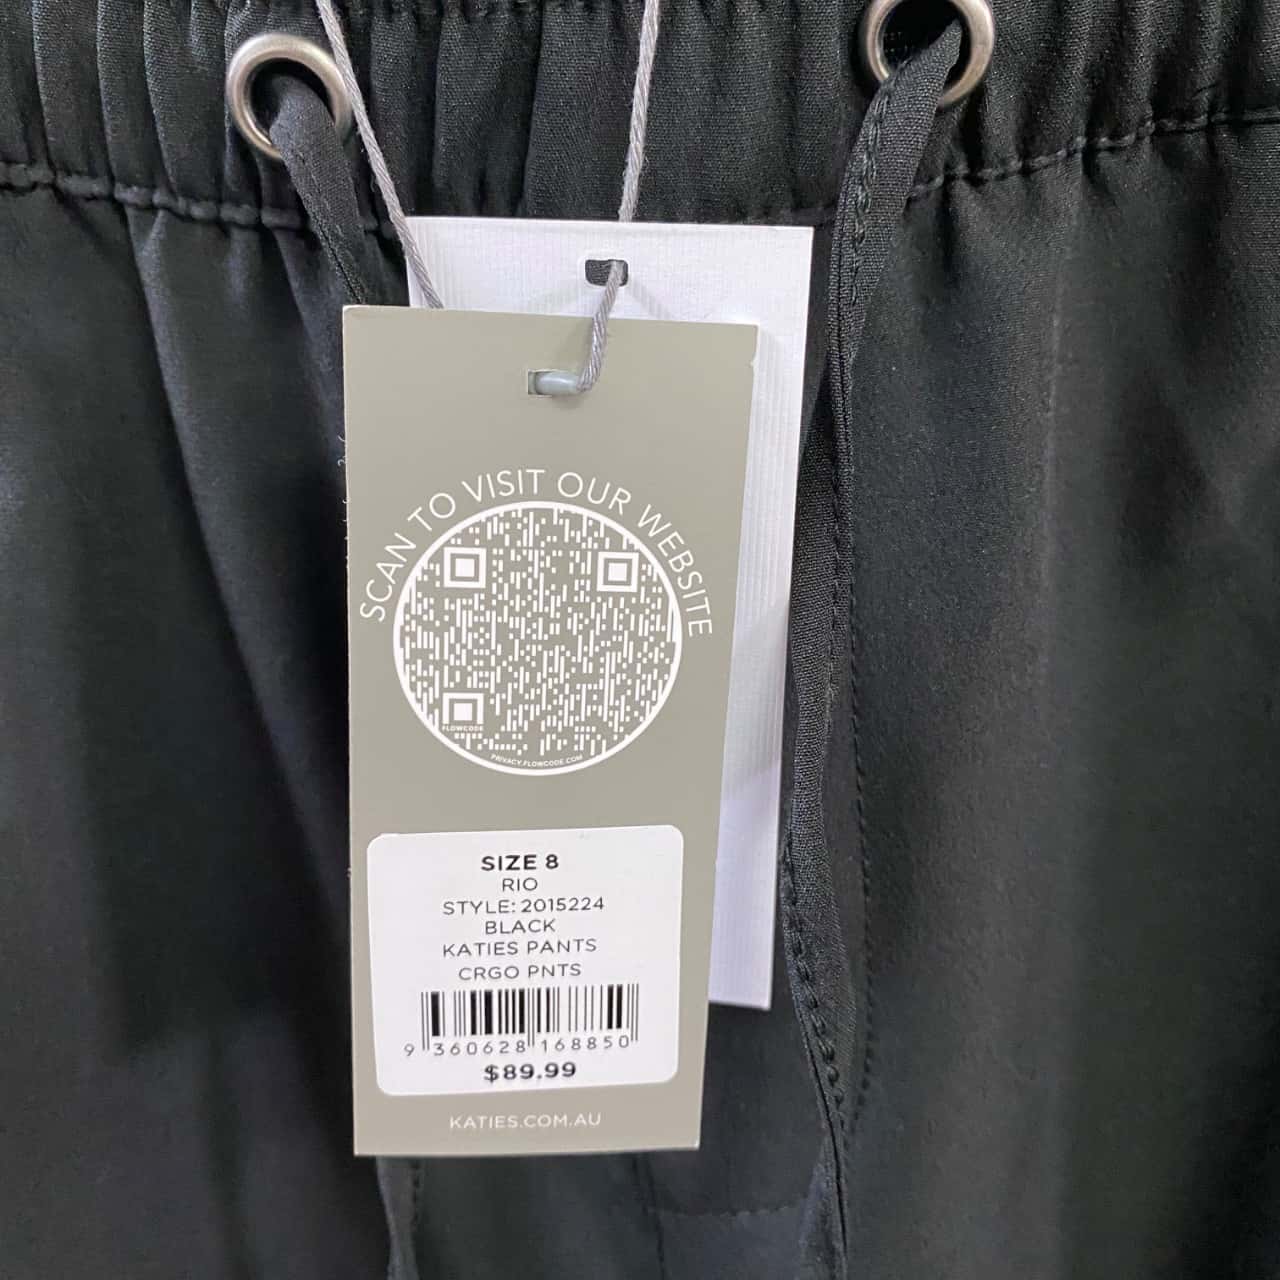 SCAN TO VISIT OUR WEBSITE
FLOWCODE
PRIVACY.FLOWCODE.COM
SIZE 8
RIO
STYLE: 2015224
BLACK
KATIES PANTS
CRGO PNTS
9 360628 168850
$89.99
KATIES.COM.AU